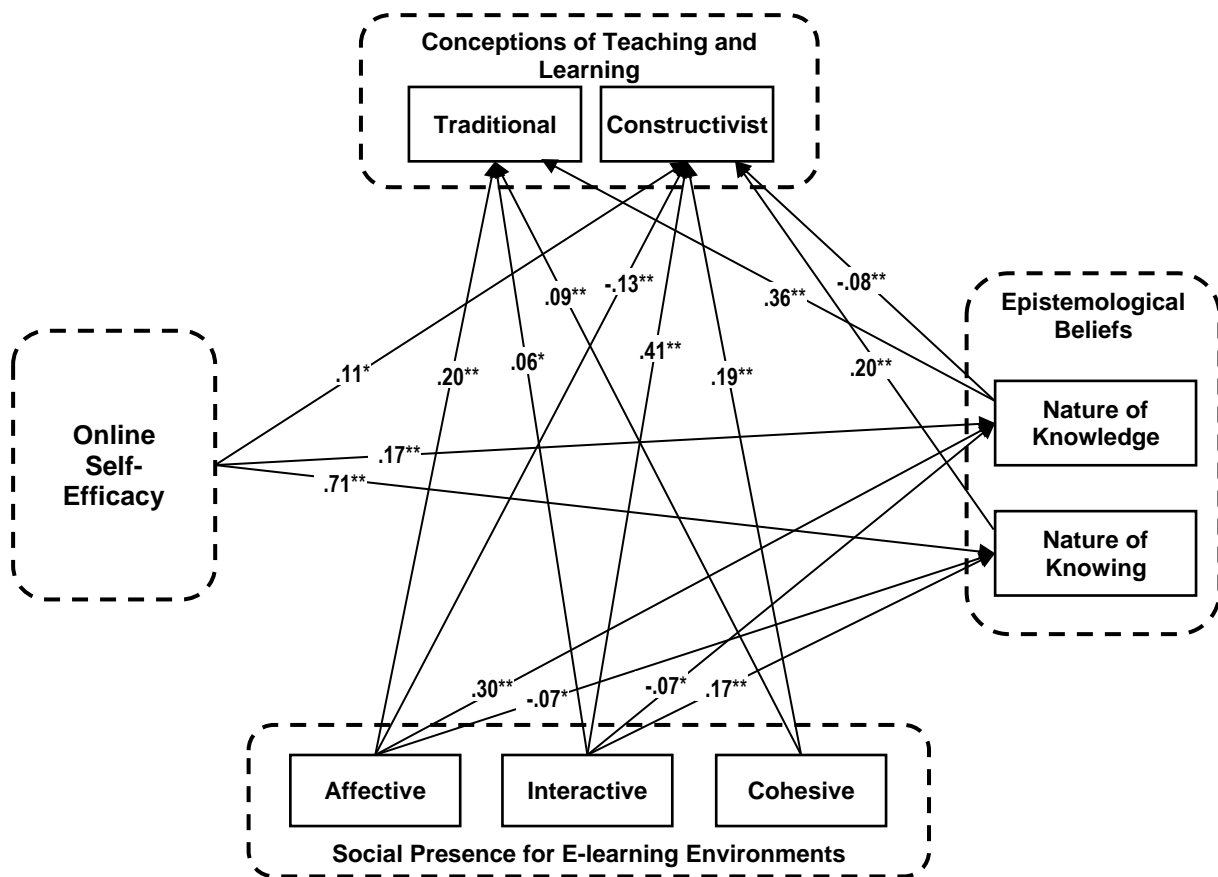 Conceptions of Teaching and
Learning
Traditional
Constructivist
.09**
-.13**
.36**
-.08**
.11*
.20**
.06*
.41**
.19**
.20**
Epistemological
Beliefs
Nature of
Knowledge
Nature of
Knowing
Online
Self-
Efficacy
.17**
.71**
.30**
-.07*
-.07*
.17**
Affective
Interactive
Cohesive
Social Presence for E-learning Environments